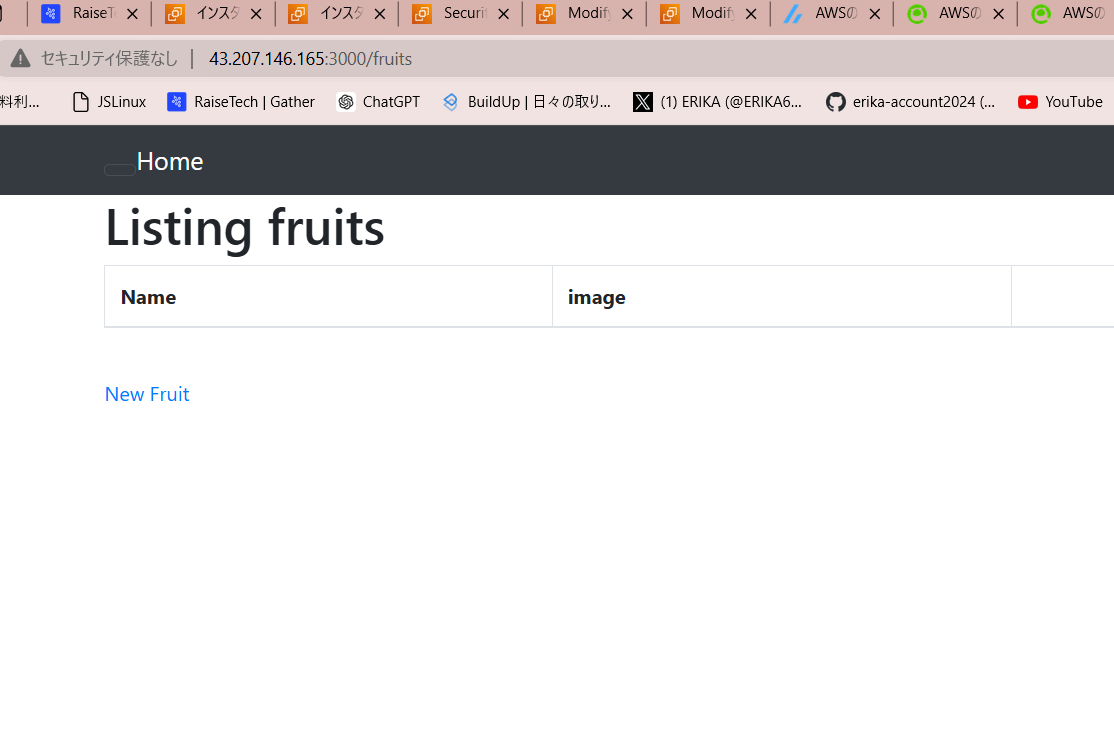 RaiseT インスタ インスタ Securi Modify Modify AWSの AWSの AWSの
セキュリティ保護なし 43.207.146.165:3000/fruits
料利... JSLinux RaiseTech | Gather ChatGPT BuildUp | 日々の取り... (1) ERIKA (@ERIKA6... erika-account2024 (... YouTube
Home
Listing fruits
Name image
New Fruit